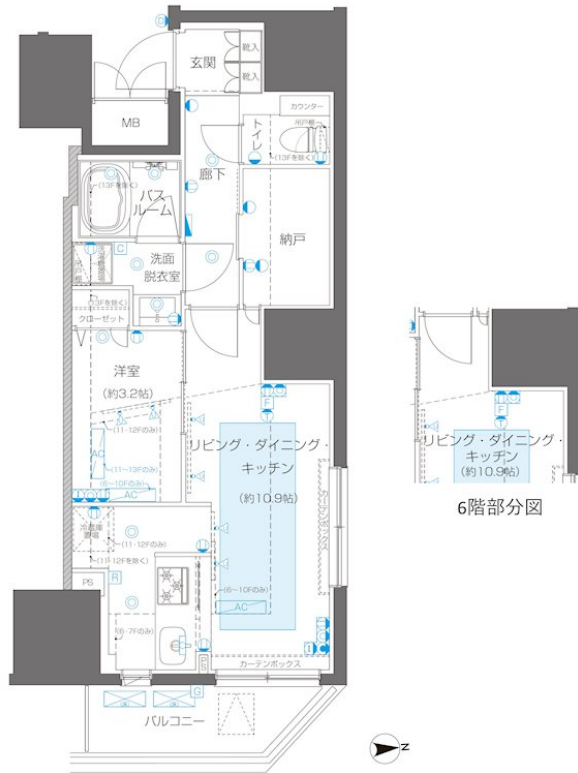 玄関
靴入
靴入
MB
カウンター
吊戸棚
トイレ
(13Fを除く)
廊下
(13Fを除く)
バス
ルーム
納戸
C
洗面
脱衣室
吊戸棚
(13Fを除く)
クローゼット
洋室
(約3.2帖)
F
T
(11・12Fのみ)
リビング・ダイニング・
キッチン
(約10.9帖)
AC
(11~13Fのみ)
(6~10Fのみ)
AC
カーテンボックス
冷蔵庫
置場
(11・12Fのみ)
(11・12Fを除く)
PS
R
(6~10Fのみ)
AC
(6・7Fのみ)
PS
カーテンボックス
G
バルコニー
F
T
リビング・ダイニング・
キッチン
(約10.9帖)
6階部分図
N